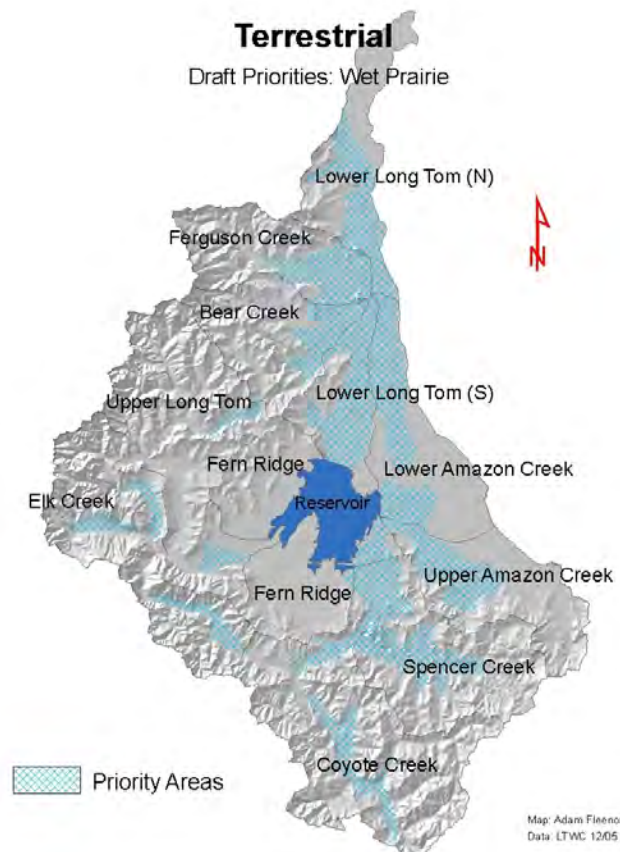 Terrestrial
Draft Priorities: Wet Prairie
Lower Long Tom (N)
N
Ferguson Creek
Bear Creek
Lower Long Tom (S)
Upper Long Tom
Fern Ridge
Lower Amazon Creek
Elk Creek
Reservoir
Upper Amazon Creek
Fern Ridge
Spencer Creek
Coyote Creek
Priority Areas
Map: Adam Fleeno
Data: LTWC 12/05